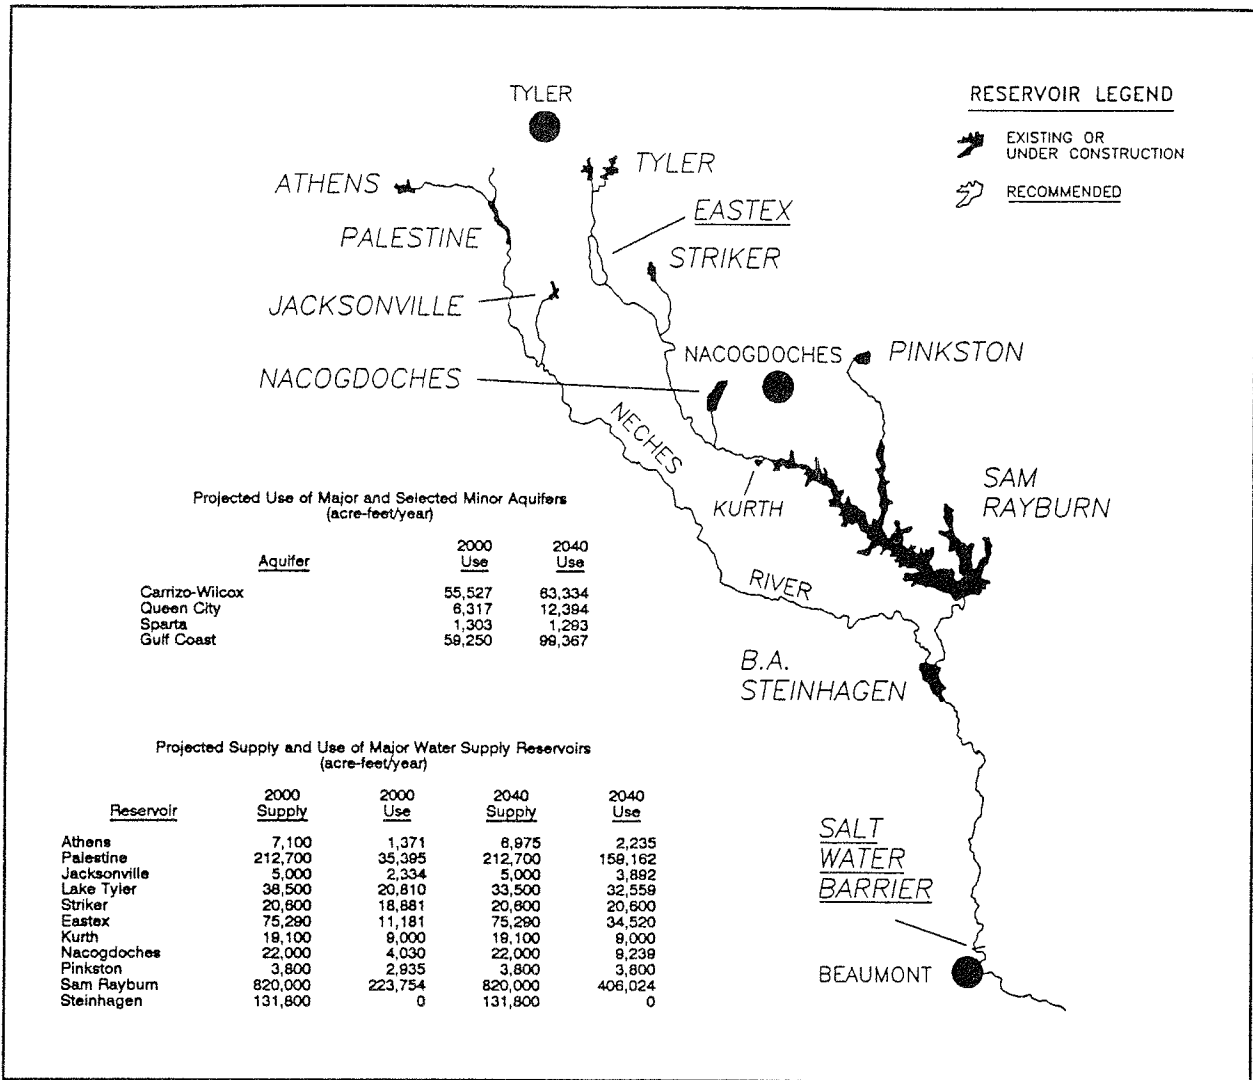 TYLER
RESERVOIR LEGEND
EXISTING OR
UNDER CONSTRUCTION
RECOMMENDED
ATHENS
TYLER
EASTEX
PALESTINE
STRIKER
JACKSONVILLE
NACOGDOCHES
PINKSTON
NACOGDOCHES
NECHES
RIVER
KURTH
SAM
RAYBURN
Projected Use of Major and Selected Minor Aquifers
(acre-feet/year)
2000 2040
Aquifer Use Use
Carrizo-Wilcox 55,527 63,334
Queen City 6,317 12,394
Sparta 1,303 1,293
Gulf Coast 59,250 99,367
B.A.
STEINHAGEN
Projected Supply and Use of Major Water Supply Reservoirs
(acre-feet/year)
2000 2000 2040 2040
Reservoir Supply Use Supply Use
Athens 7,100 1,371 6,975 2,235
Palestine 212,700 35,395 212,700 159,162
Jacksonville 5,000 2,334 5,000 3,892
Lake Tyler 38,500 20,810 33,500 32,559
Striker 20,600 18,881 20,600 20,600
Eastex 75,290 11,181 75,290 34,520
Kurth 19,100 9,000 19,100 9,000
Nacogdoches 22,000 4,030 22,000 9,239
Pinkston 3,800 2,935 3,800 3,800
Sam Rayburn 820,000 223,754 820,000 406,024
Steinhagen 131,800 0 131,800 0
SALT
WATER
BARRIER
BEAUMONT